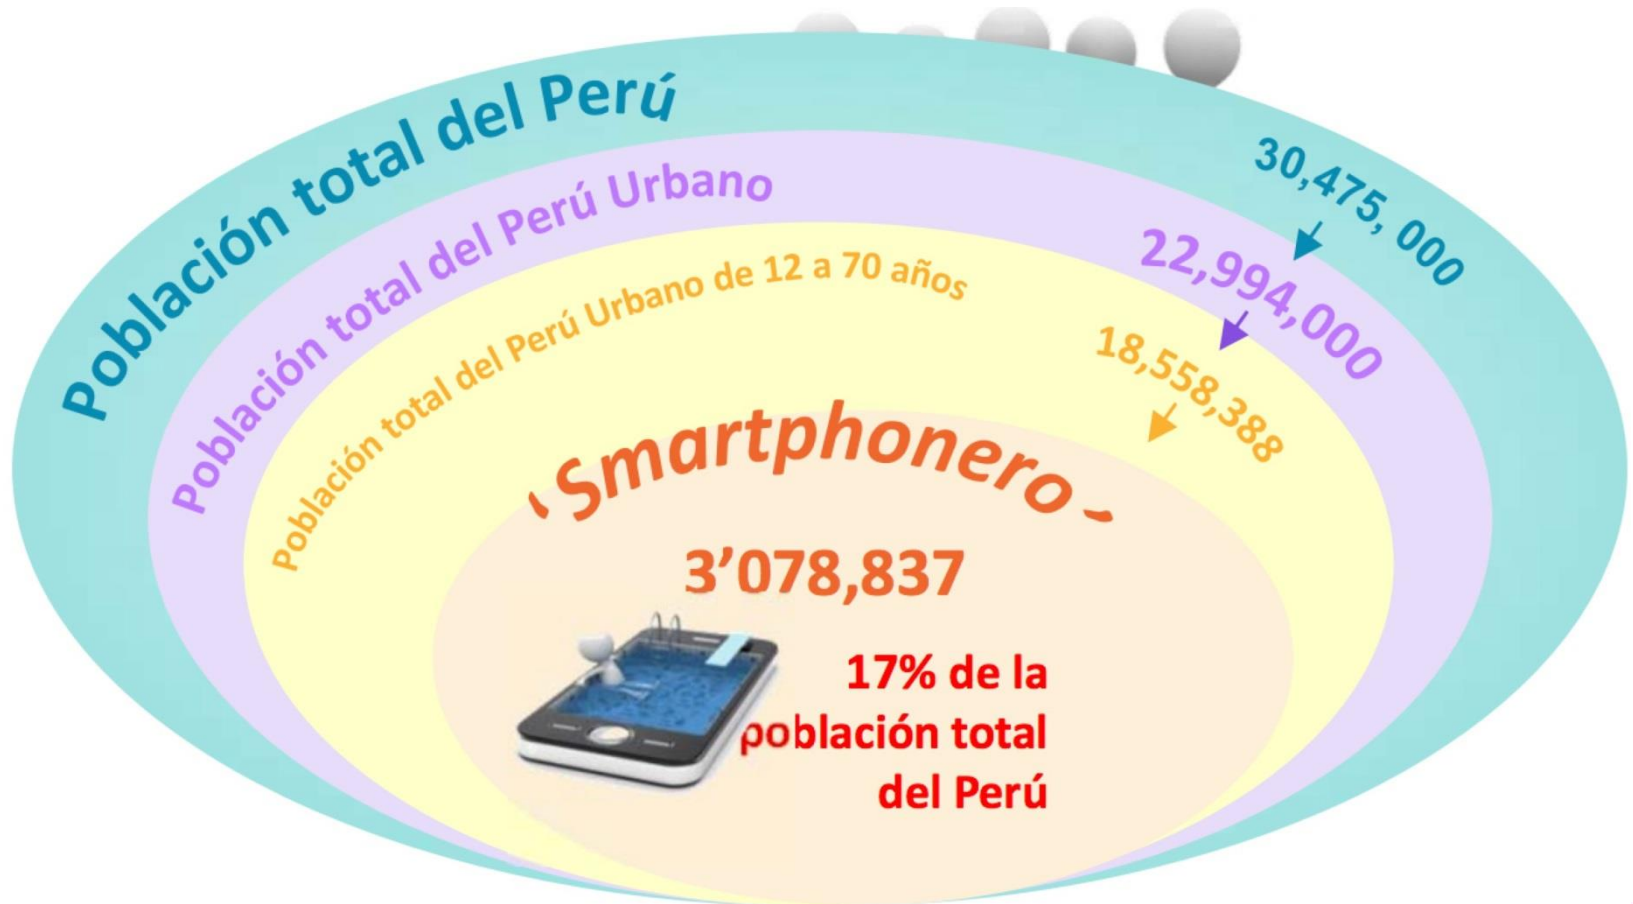 Población total del Perú
30,475, 000
Población total del Perú Urbano
22,994,000
Población total del Perú Urbano de 12 a 70 años
18,558,388
'Smartphonero'
3’078,837
17% de la
población total
del Perú